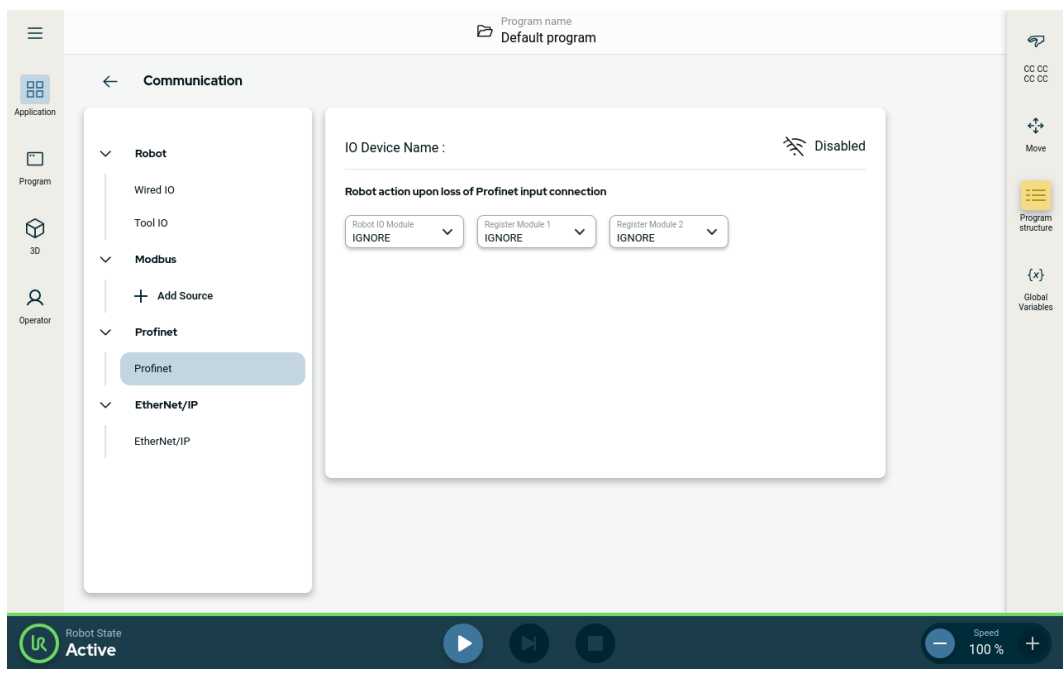 Program name
Default program
Application
Program
3D
Operator
Communication
Robot
Wired IO
Tool IO
Modbus
Add Source
Profinet
Profinet
EtherNet/IP
EtherNet/IP
IO Device Name :
Disabled
Robot action upon loss of Profinet input connection
Robot IO Module
IGNORE
Register Module 1
IGNORE
Register Module 2
IGNORE
CC CC
CC CC
Move
Program
structure
{x}
Global
Variables
Robot State
Active
Speed
100 %